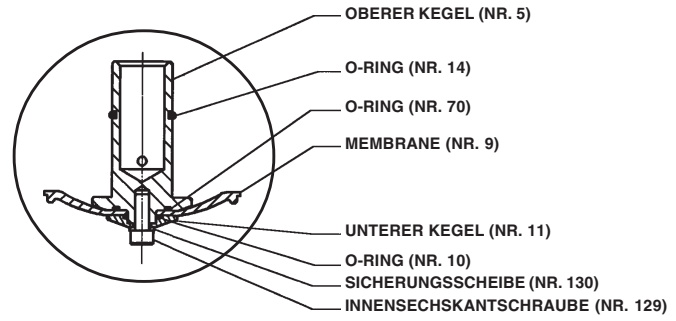 OBERER KEGEL (NR. 5)
O-RING (NR. 14)
O-RING (NR. 70)
MEMBRANE (NR. 9)
UNTERER KEGEL (NR. 11)
O-RING (NR. 10)
SICHERUNGSSCHEIBE (NR. 130)
INNENSECHSKANTSCHRAUBE (NR. 129)